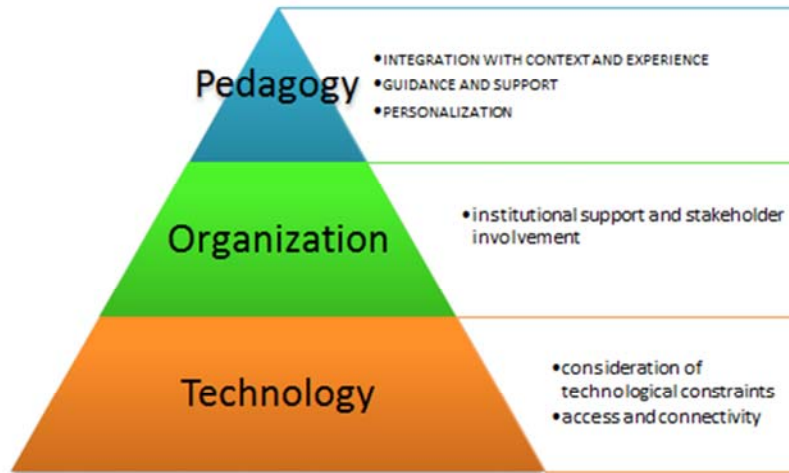 Pedagogy
•INTEGRATION WITH CONTEXT AND EXPERIENCE
•GUIDANCE AND SUPPORT
•PERSONALIZATION
Organization
•institutional support and stakeholder
involvement
Technology
•consideration of
technological constraints
•access and connectivity